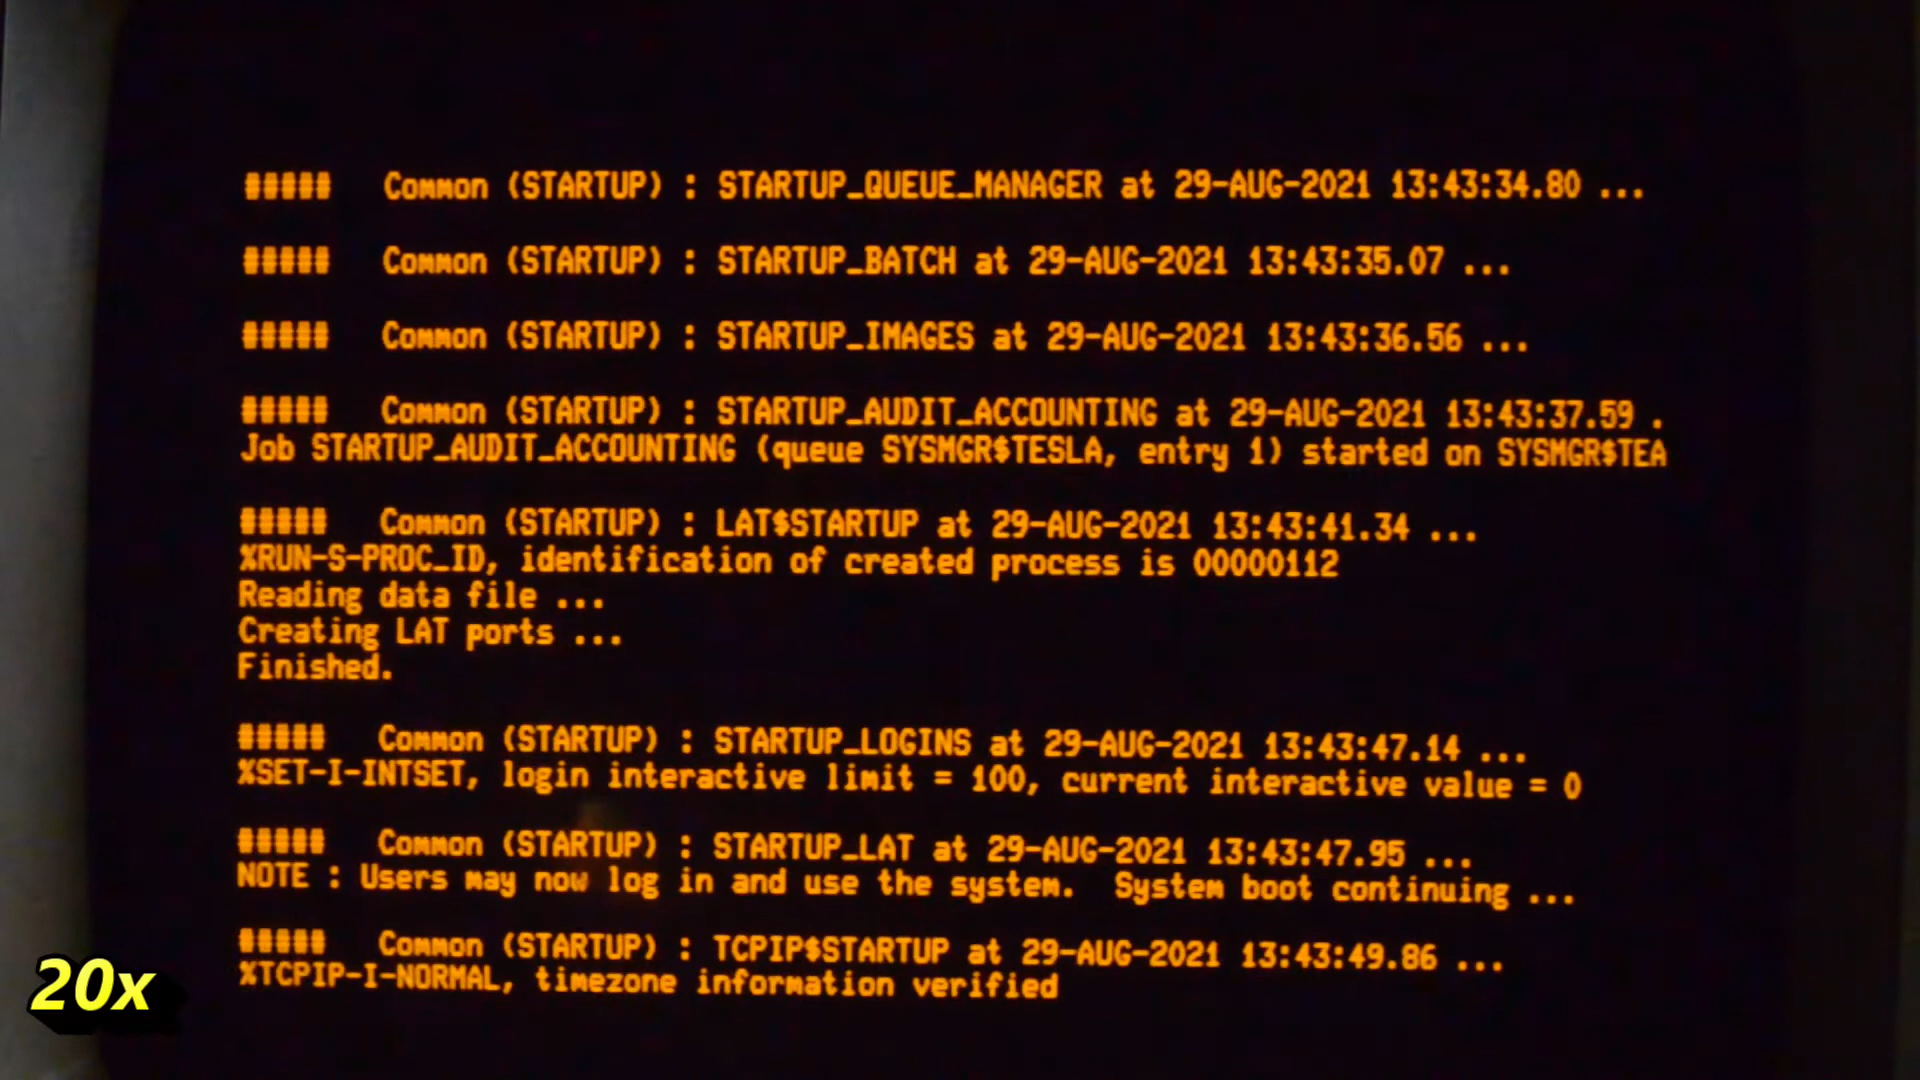 ##### Common (STARTUP) : STARTUP_QUEUE_MANAGER at 29-AUG-2021 13:43:34.80 ...
##### Common (STARTUP) : STARTUP_BATCH at 29-AUG-2021 13:43:35.07 ...
##### Common (STARTUP) : STARTUP_IMAGES at 29-AUG-2021 13:43:36.56 ...
##### Common (STARTUP) : STARTUP_AUDIT_ACCOUNTING at 29-AUG-2021 13:43:37.59 .
Job STARTUP_AUDIT_ACCOUNTING (queue SYSMGR$TESLA, entry 1) started on SYSMGR$TEA
##### Common (STARTUP) : LAT$STARTUP at 29-AUG-2021 13:43:41.34 ...
%RUN-S-PROC_ID, identification of created process is 00000112
Reading data file ...
Creating LAT ports ...
Finished.
##### Common (STARTUP) : STARTUP_LOGINS at 29-AUG-2021 13:43:47.14 ...
%SET-I-INTSET, login interactive limit = 100, current interactive value = 0
##### Common (STARTUP) : STARTUP_LAT at 29-AUG-2021 13:43:47.95 ...
NOTE : Users may now log in and use the system.  System boot continuing ...
##### Common (STARTUP) : TCPIP$STARTUP at 29-AUG-2021 13:43:49.86 ...
%TCPIP-I-NORMAL, timezone information verified
20x